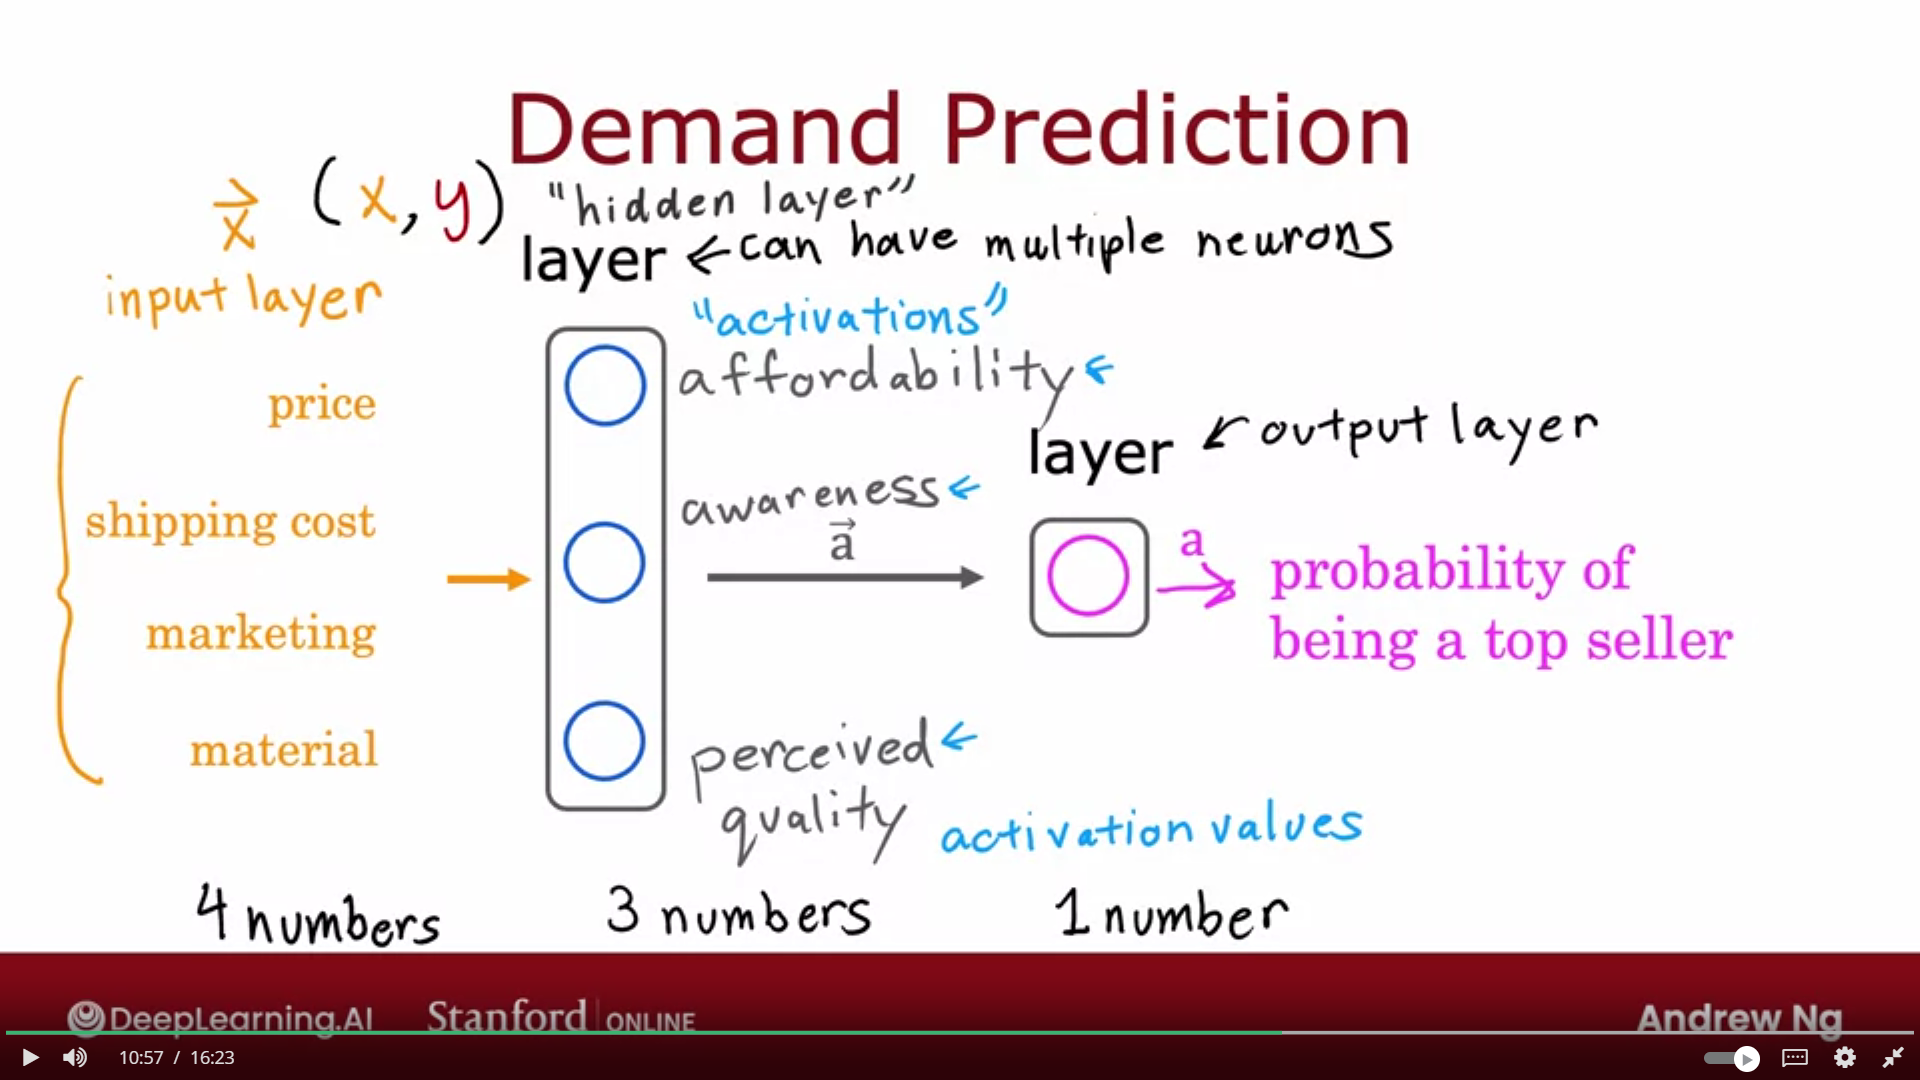 Demand Prediction
x⃗ (x, y) "hidden layer"
layer ← can have multiple neurons
input layer
"activations"
affordability ←
price
layer ↙ output layer
awareness ←
shipping cost
a⃗
a
probability of
being a top seller
marketing
perceived ←
quality
material
activation values
4 numbers 3 numbers 1 number
DeepLearning.AI Stanford | ONLINE Andrew Ng
10:57 / 16:23